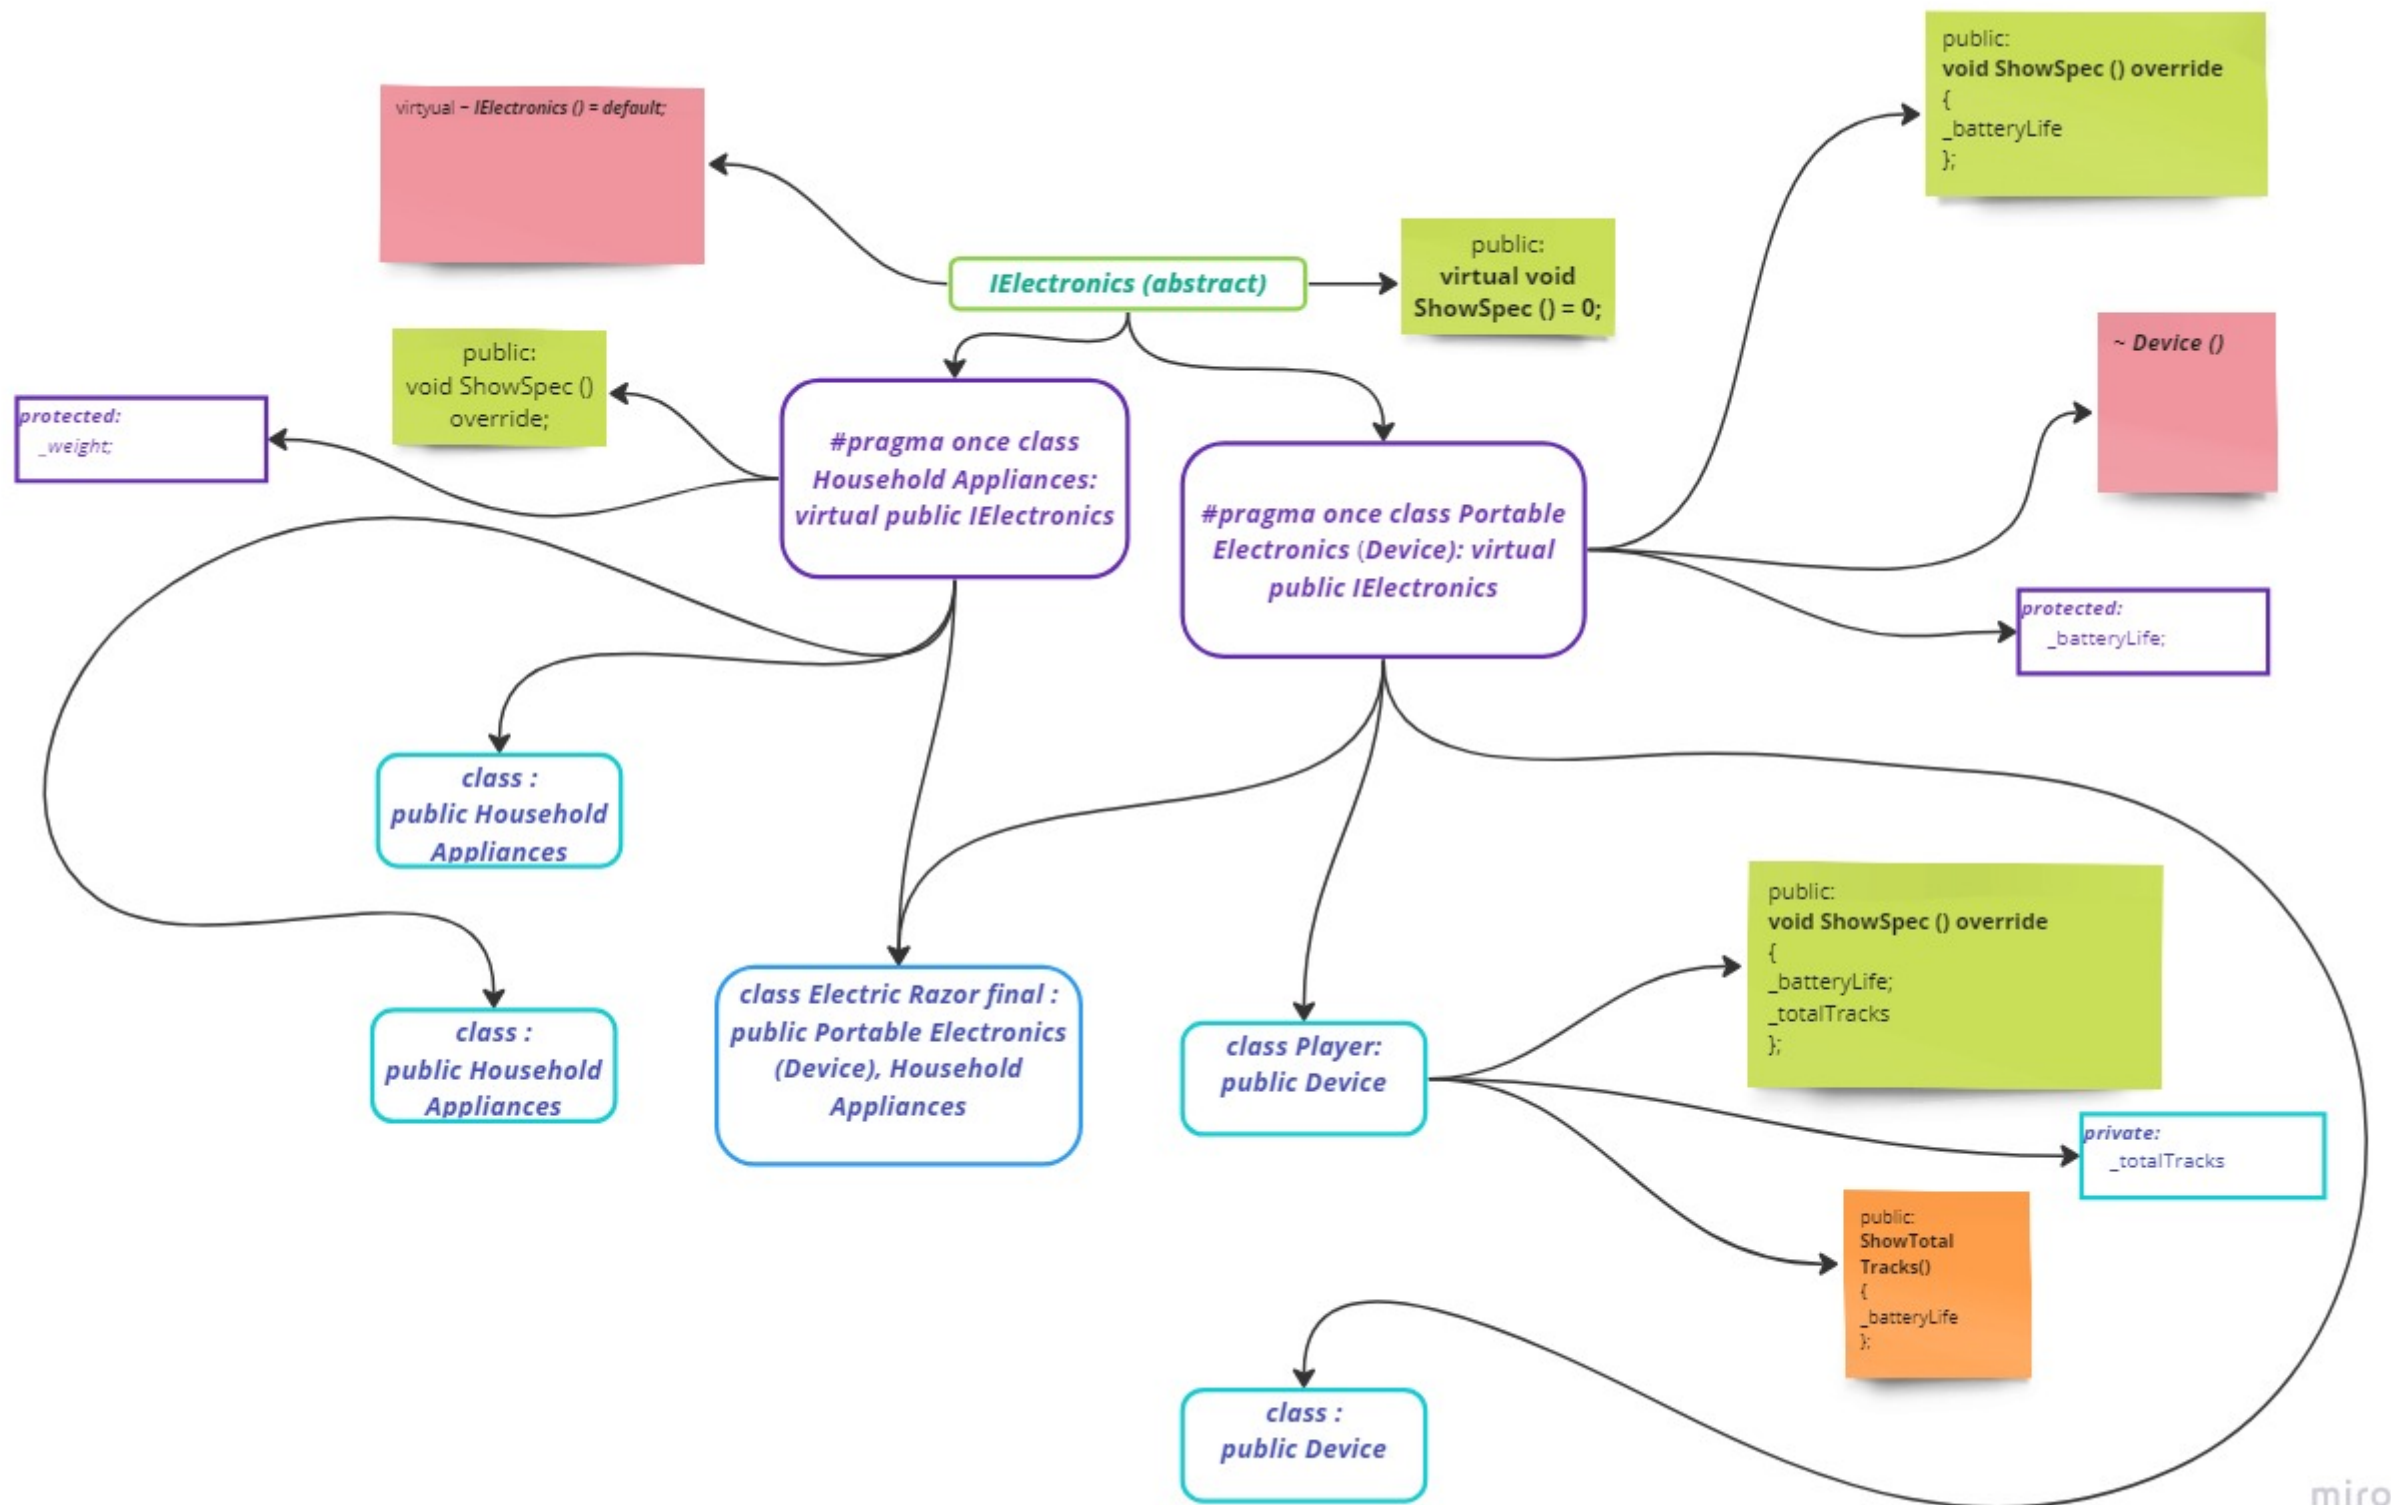 public:
void ShowSpec () override
{
_batteryLife
};
virtyual ~ IElectronics () = default;
public:
virtual void
ShowSpec () = 0;
IElectronics (abstract)
~ Device ()
public:
void ShowSpec ()
override;
protected:
_weight;
#pragma once class
Household Appliances:
virtual public IElectronics
#pragma once class Portable
Electronics (Device): virtual
public IElectronics
protected:
_batteryLife;
class :
public Household
Appliances
public:
void ShowSpec () override
{
_batteryLife;
_totalTracks
};
class :
public Household
Appliances
class Electric Razor final :
public Portable Electronics
(Device), Household
Appliances
class Player:
public Device
private:
_totalTracks
public:
ShowTotal
Tracks()
{
_batteryLife
};
class :
public Device
miro